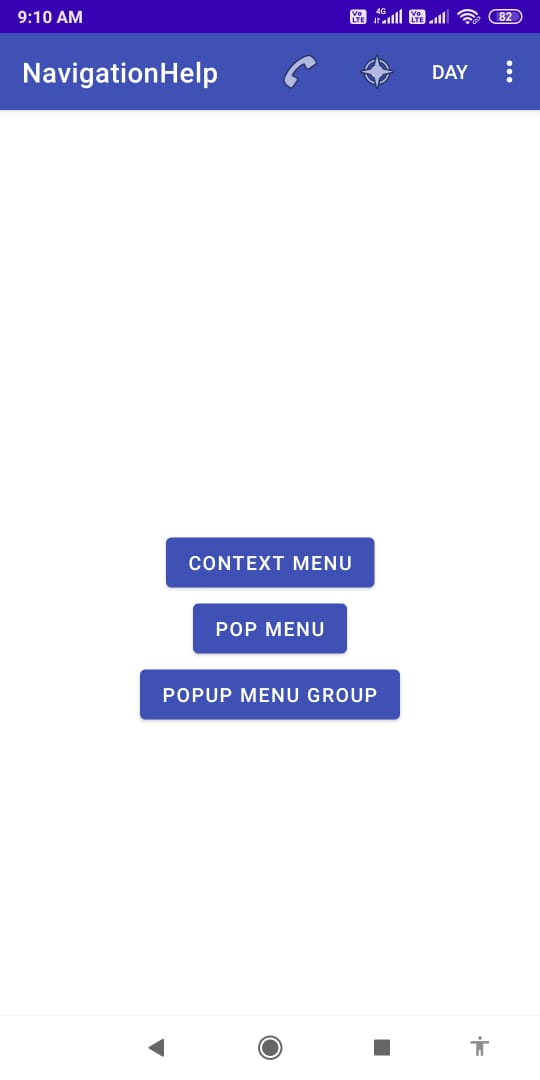 9:10 AM
Vo LTE 4G Vo LTE 82
NavigationHelp DAY
CONTEXT MENU
POP MENU
POPUP MENU GROUP